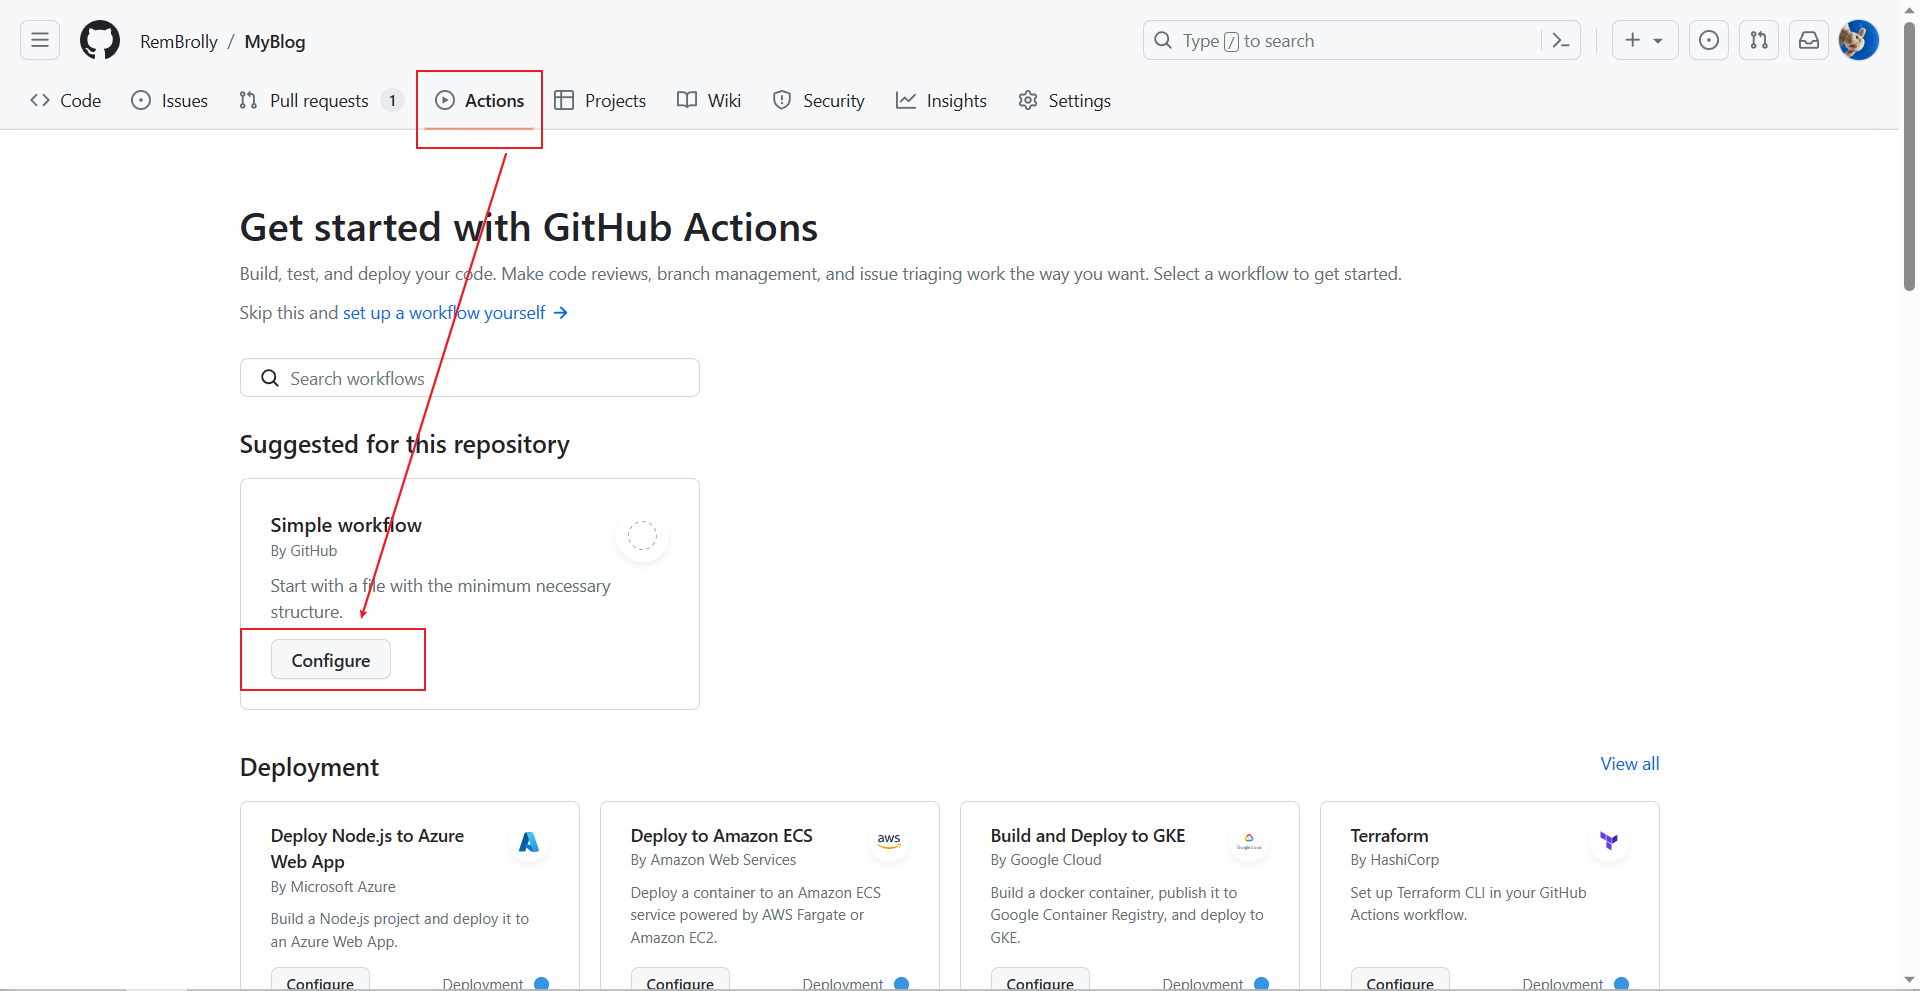 RemBrolly / MyBlog
Type / to search
Code
Issues
Pull requests 1
Actions
Projects
Wiki
Security
Insights
Settings
Get started with GitHub Actions
Build, test, and deploy your code. Make code reviews, branch management, and issue triaging work the way you want. Select a workflow to get started.
Skip this and set up a workflow yourself →
Search workflows
Suggested for this repository
Simple workflow
By GitHub
Start with a file with the minimum necessary
structure.
Configure
Deployment
View all
Deploy Node.js to Azure
Web App
By Microsoft Azure
Build a Node.js project and deploy it to
an Azure Web App.
Configure
Deployment
Deploy to Amazon ECS
aws
By Amazon Web Services
Deploy a container to an Amazon ECS
service powered by AWS Fargate or
Amazon EC2.
Configure
Deployment
Build and Deploy to GKE
Google Cloud
By Google Cloud
Build a docker container, publish it to
Google Container Registry, and deploy to
GKE.
Configure
Deployment
Terraform
By HashiCorp
Set up Terraform CLI in your GitHub
Actions workflow.
Configure
Deployment